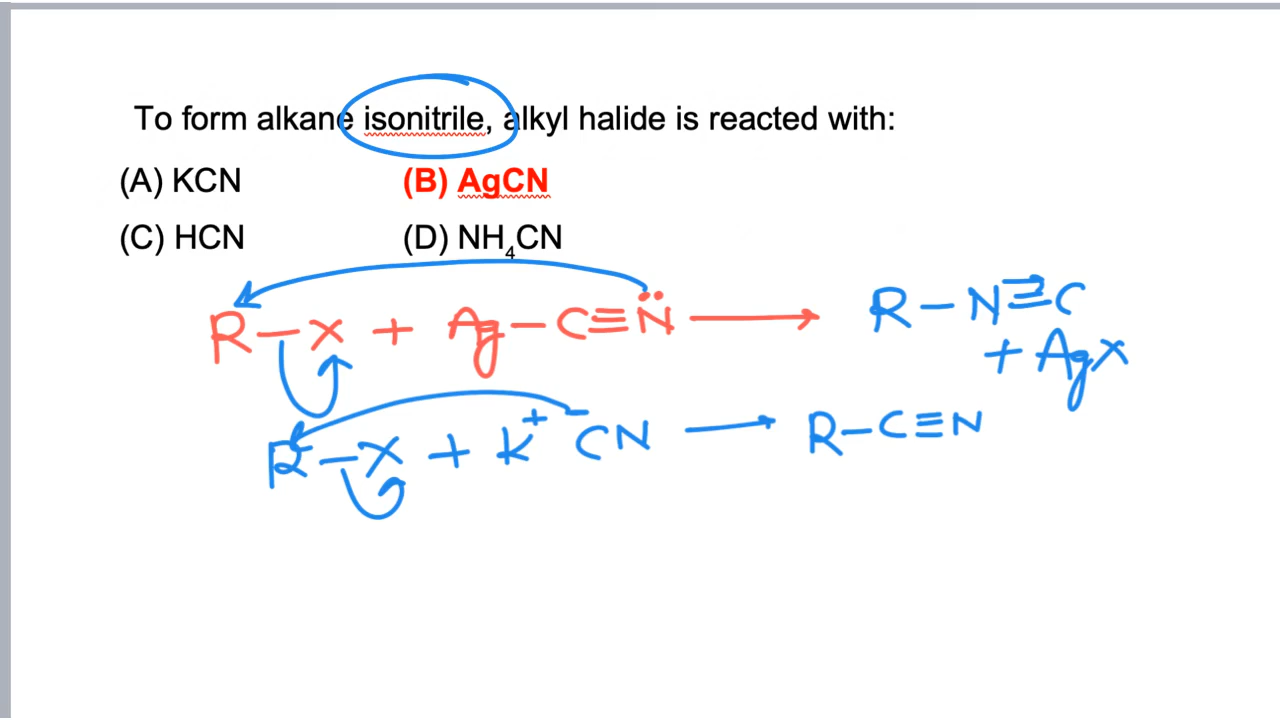 To form alkane isonitrile, alkyl halide is reacted with:
(A) KCN (B) AgCN
(C) HCN (D) NH₄CN
R-X + Ag-C≡N̈ → R-N≡C
+ AgX
R-X + K⁺ ⁻CN → R-C≡N